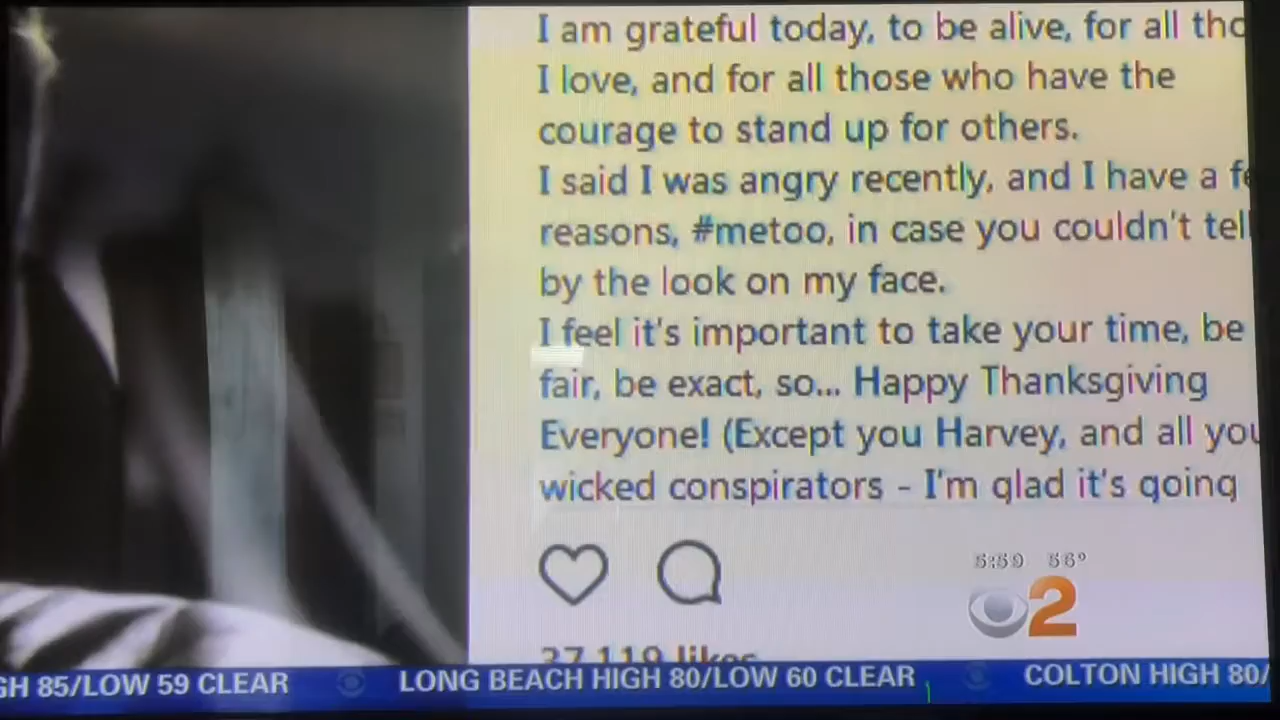 I am grateful today, to be alive, for all
I love, and for all those who have the
courage to stand up for others.
I said I was angry recently, and I have a
reasons, #metoo, in case you couldn't tell
by the look on my face.
I feel it's important to take your time, be
fair, be exact, so... Happy Thanksgiving
Everyone! (Except you Harvey, and all
wicked conspirators - I'm glad it's going
5:59 56°
2
27,119 likes
85/LOW 59 CLEAR
LONG BEACH HIGH 80/LOW 60 CLEAR
COLTON HIGH 80/